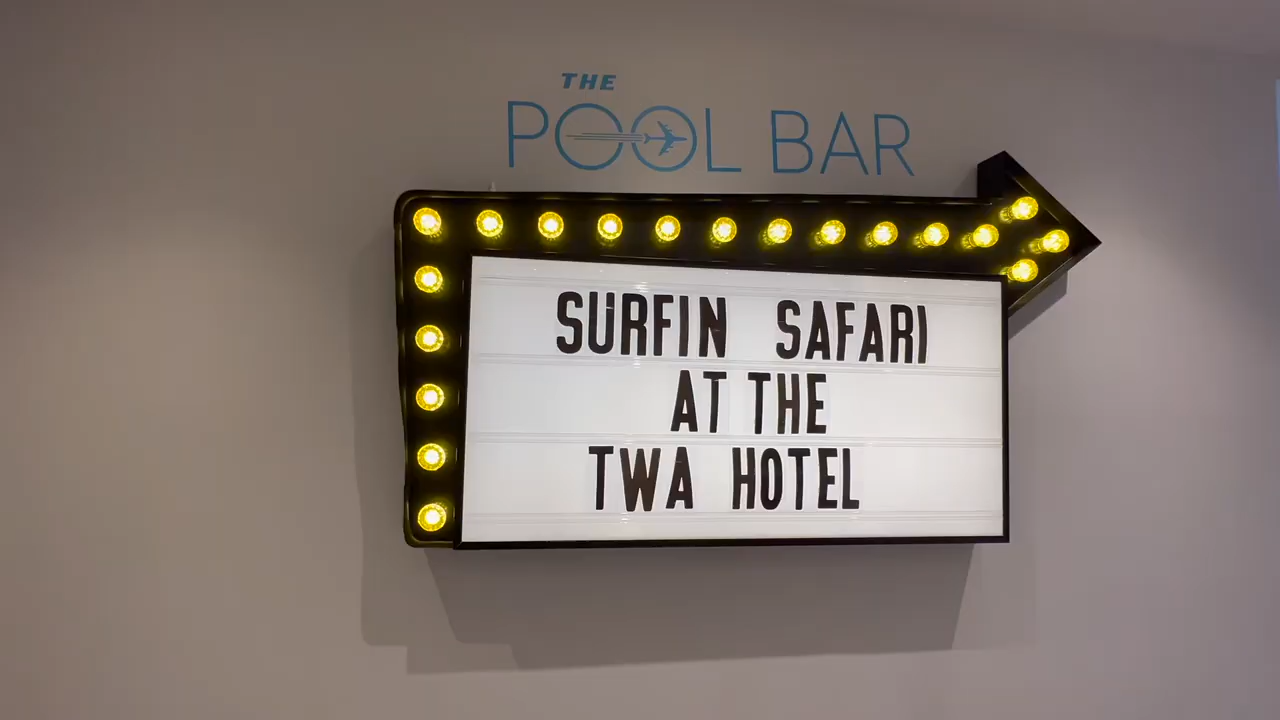 THE
POOL BAR
SURFIN SAFARI
AT THE
TWA HOTEL